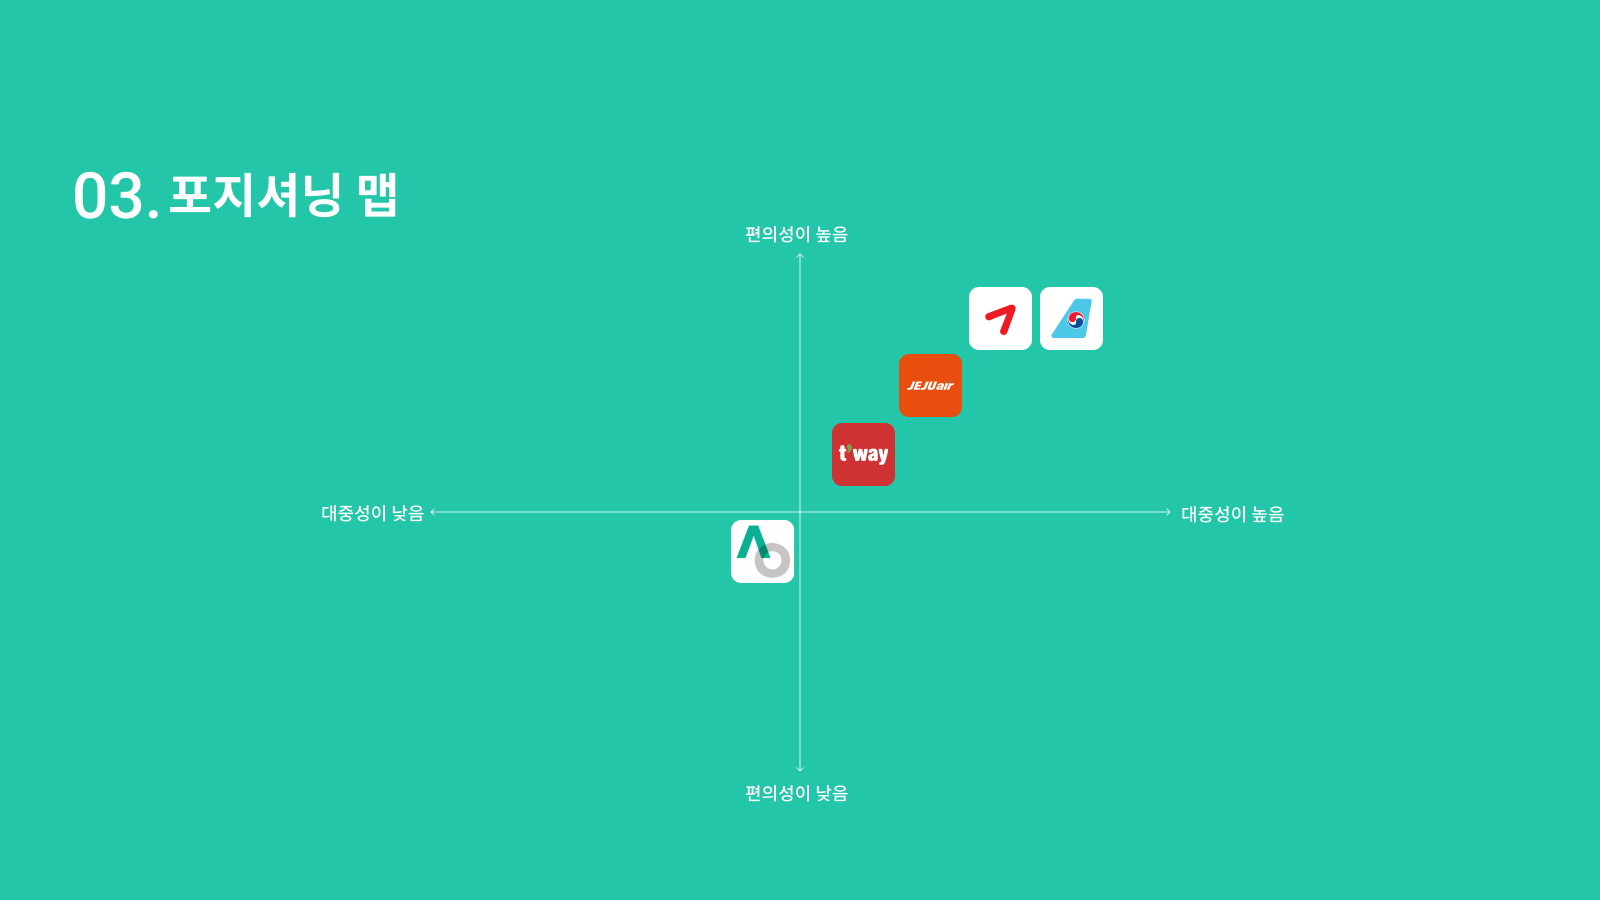 03. 포지셔닝 맵
편의성이 높음
JEJUair
t'way
대중성이 낮음
대중성이 높음
편의성이 낮음